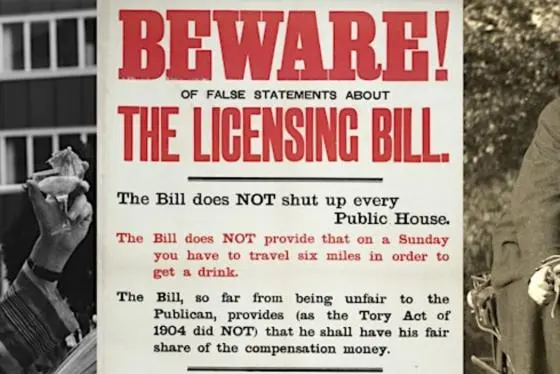 BEWARE!
OF FALSE STATEMENTS ABOUT
THE LICENSING BILL.
The Bill does NOT shut up every
Public House.
The Bill does NOT provide that on a Sunday
you have to travel six miles in order to
get a drink.
The Bill, so far from being unfair to the
Publican, provides (as the Tory Act of
1904 did NOT) that he shall have his fair
share of the compensation money.